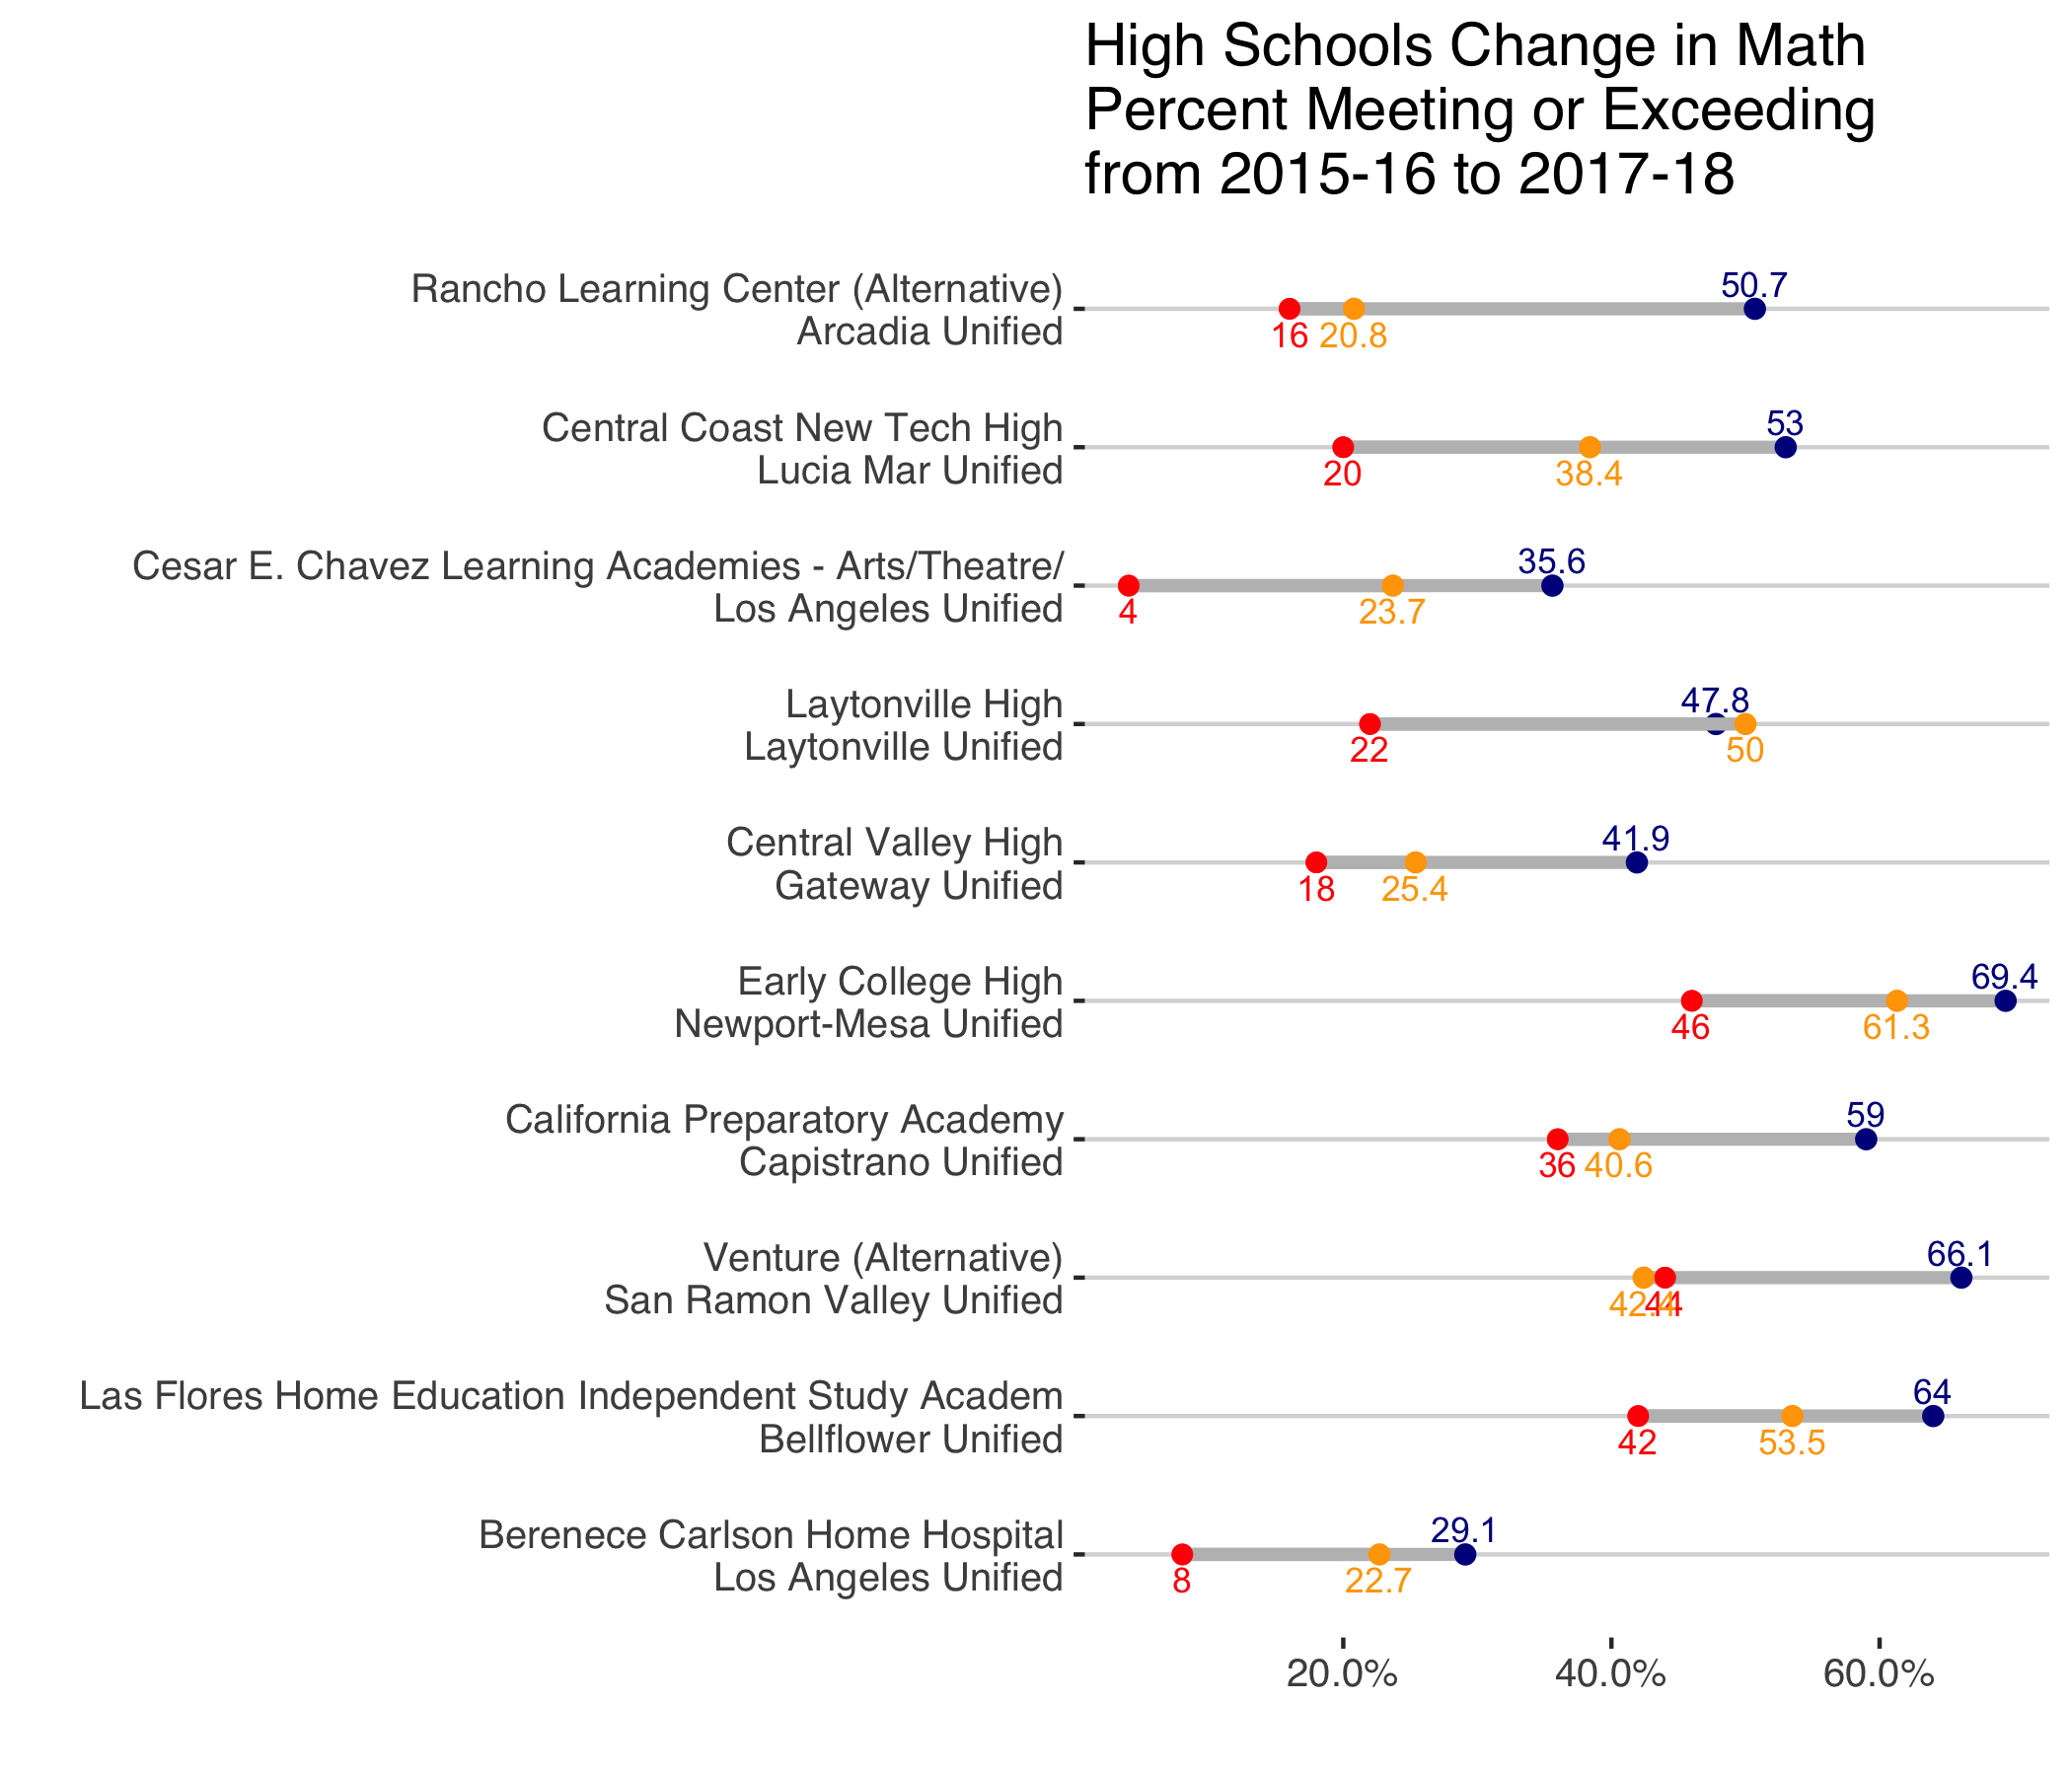 High Schools Change in Math
Percent Meeting or Exceeding
from 2015-16 to 2017-18
Rancho Learning Center (Alternative)
Arcadia Unified
50.7
16
20.8
Central Coast New Tech High
Lucia Mar Unified
53
20
38.4
Cesar E. Chavez Learning Academies - Arts/Theatre/
Los Angeles Unified
35.6
4
23.7
Laytonville High
Laytonville Unified
47.8
22
50
Central Valley High
Gateway Unified
41.9
18
25.4
Early College High
Newport-Mesa Unified
69.4
46
61.3
California Preparatory Academy
Capistrano Unified
59
36
40.6
Venture (Alternative)
San Ramon Valley Unified
66.1
42.4
44
Las Flores Home Education Independent Study Academ
Bellflower Unified
64
42
53.5
Berenece Carlson Home Hospital
Los Angeles Unified
29.1
8
22.7
20.0%
40.0%
60.0%